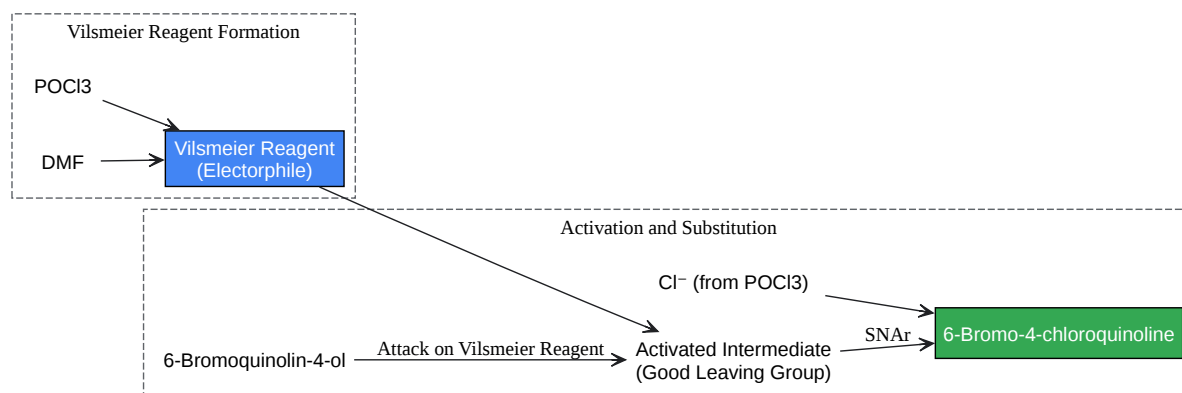 Vilsmeier Reagent Formation
POCl3
DMF
Vilsmeier Reagent
(Electorphile)
Activation and Substitution
Cl⁻ (from POCl3)
6-Bromoquinolin-4-ol
Attack on Vilsmeier Reagent
Activated Intermediate
(Good Leaving Group)
SNAr
6-Bromo-4-chloroquinoline